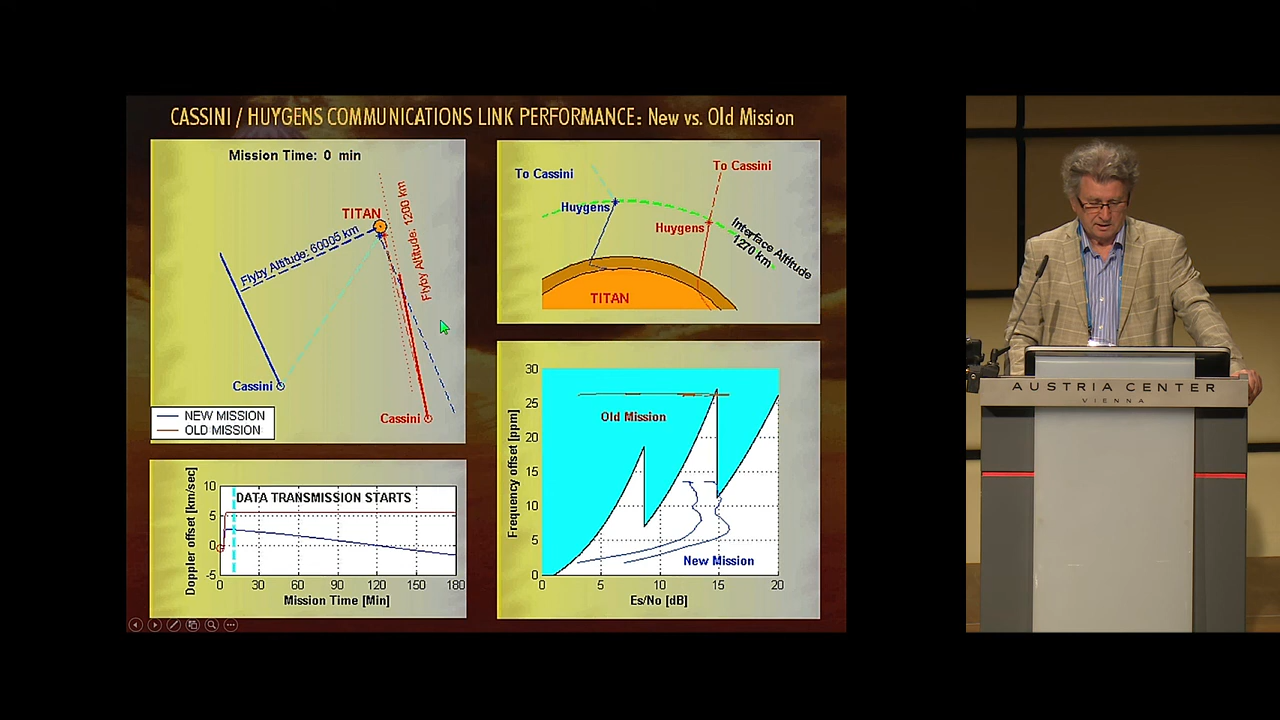 CASSINI / HUYGENS COMMUNICATIONS LINK PERFORMANCE: New vs. Old Mission
Mission Time: 0 min
TITAN
Flyby Altitude: 60005 km
Flyby Altitude: 1200 km
Cassini
Cassini
NEW MISSION
OLD MISSION
To Cassini
To Cassini
Huygens
Huygens
Interface Altitude
1270 km
TITAN
DATA TRANSMISSION STARTS
Doppler offset [km/sec]
10
5
0
-5
0 30 60 90 120 150 180
Mission Time [Min]
Frequency offset [ppm]
30
25
20
15
10
5
0
Old Mission
New Mission
0 5 10 15 20
Es/No [dB]
AUSTRIA CENTER
VIENNA